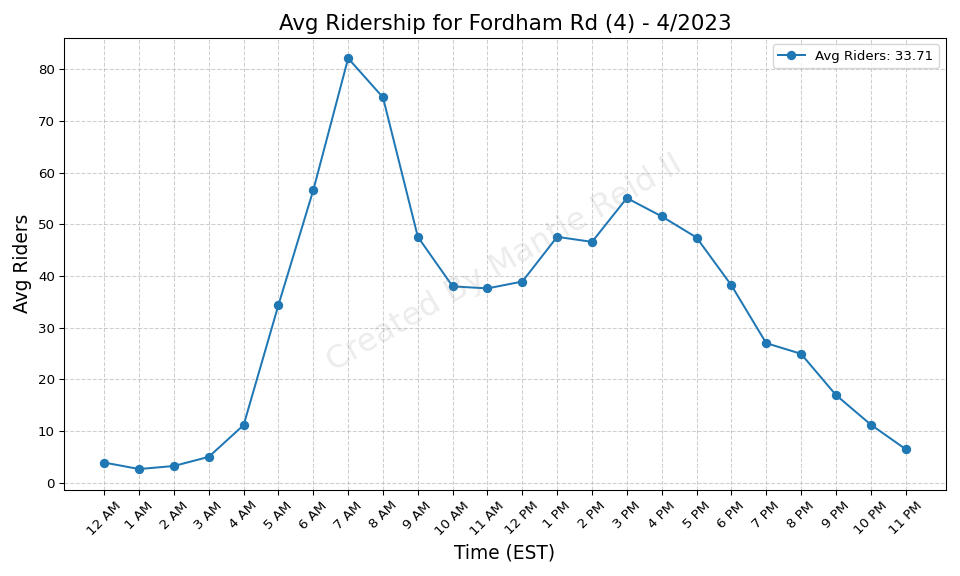 Avg Ridership for Fordham Rd (4) - 4/2023
Avg Riders: 33.71
Avg Riders
80
70
60
50
40
30
20
10
0
Created By Manue Reid II
12 AM
1 AM
2 AM
3 AM
4 AM
5 AM
6 AM
7 AM
8 AM
9 AM
10 AM
11 AM
12 PM
1 PM
2 PM
3 PM
4 PM
5 PM
6 PM
7 PM
8 PM
9 PM
10 PM
11 PM
Time (EST)